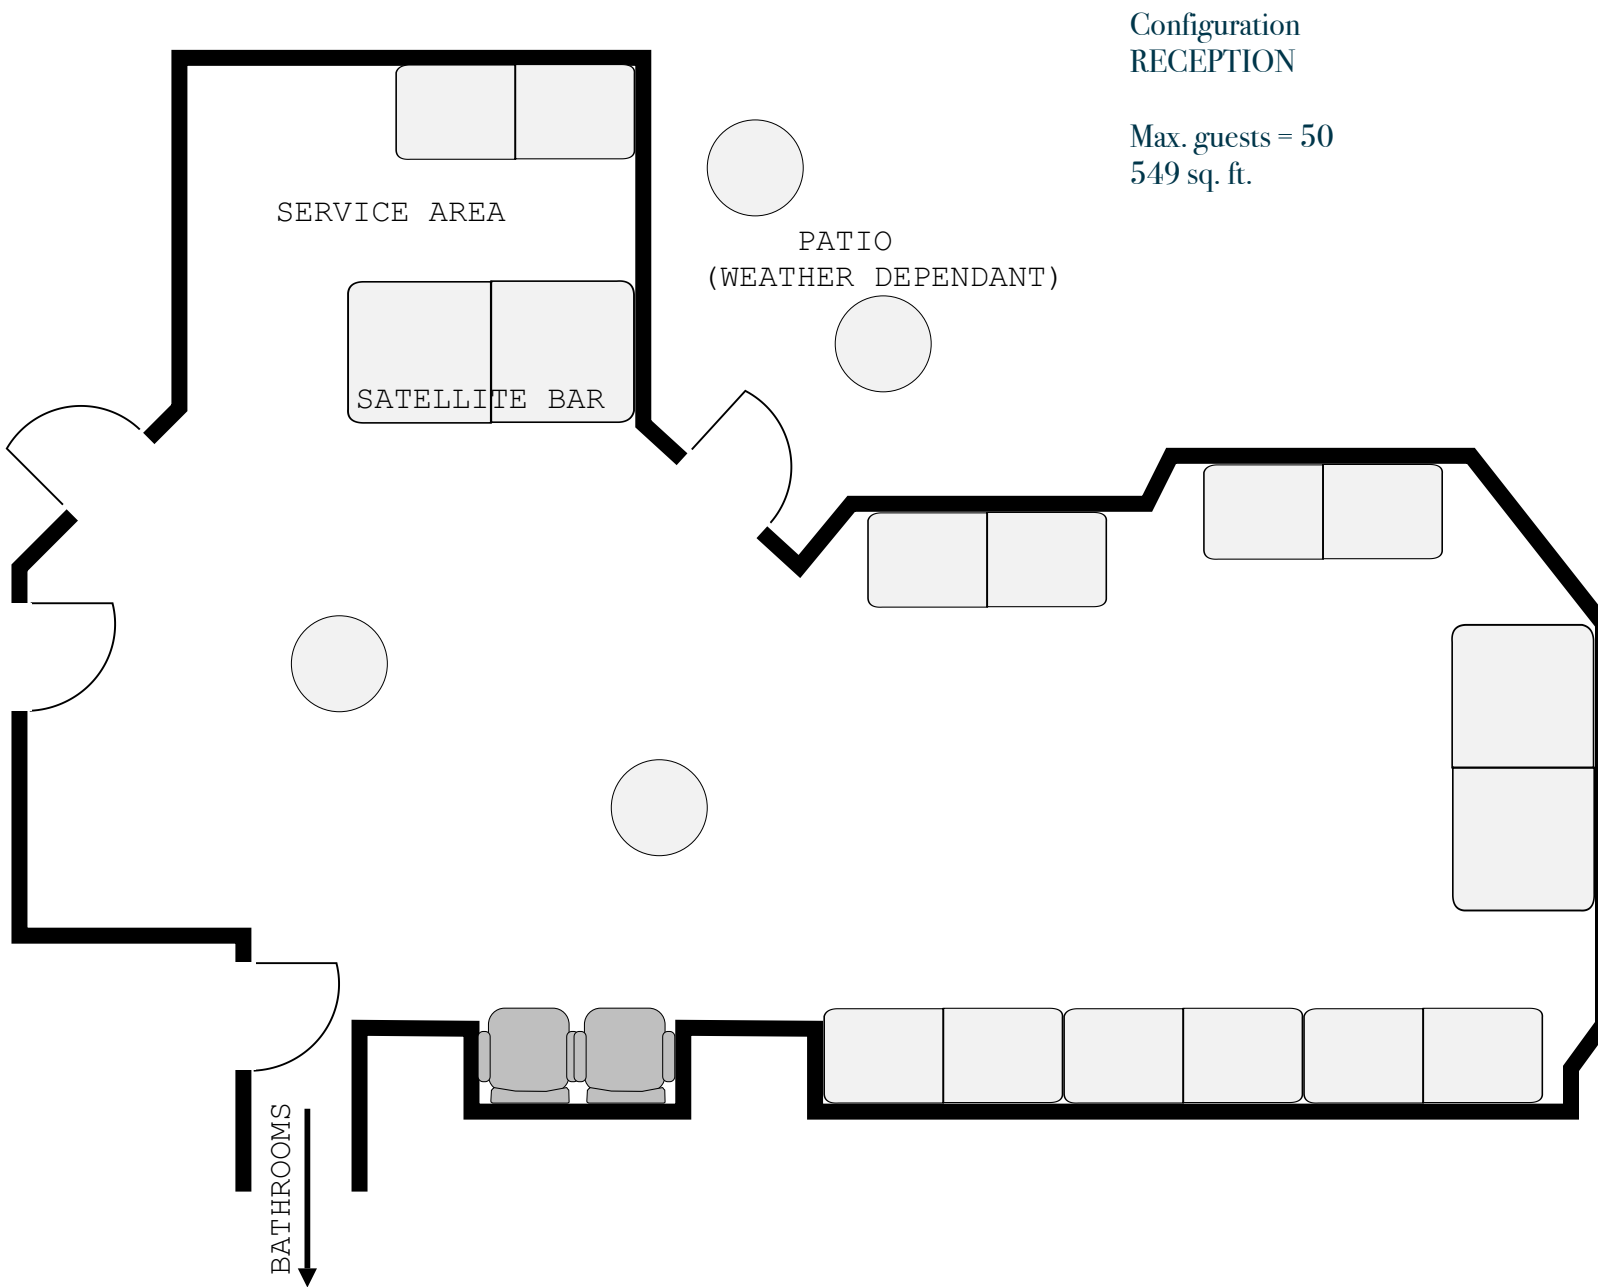 Configuration
RECEPTION
Max. guests = 50
549 sq. ft.
SERVICE AREA
PATIO
(WEATHER DEPENDANT)
SATELLITE BAR
BATHROOMS